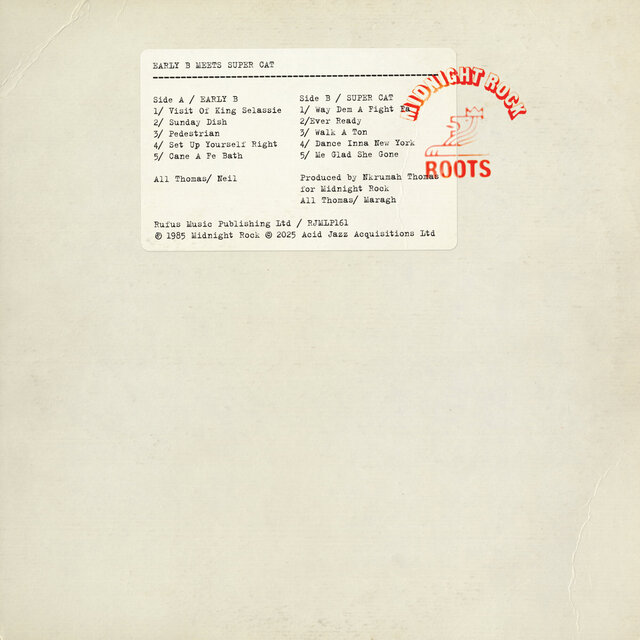 EARLY B MEETS SUPER CAT
Side A / EARLY B
1/ Visit Of King Selassie
2/ Sunday Dish
3/ Pedestrian
4/ Set Up Yourself Right
5/ Cane A Fe Bath
All Thomas/ Neil
Side B / SUPER CAT
1/ Way Dem A Fight Fa
2/Ever Ready
3/ Walk A Ton
4/ Dance Inna New York
5/ Me Glad She Gone
Produced by Nkrumah Thomas
for Midnight Rock
All Thomas/ Maragh
Rufus Music Publishing Ltd / RJMLP161
℗ 1985 Midnight Rock © 2025 Acid Jazz Acquisitions Ltd
MIDNIGHT ROCK
ROOTS